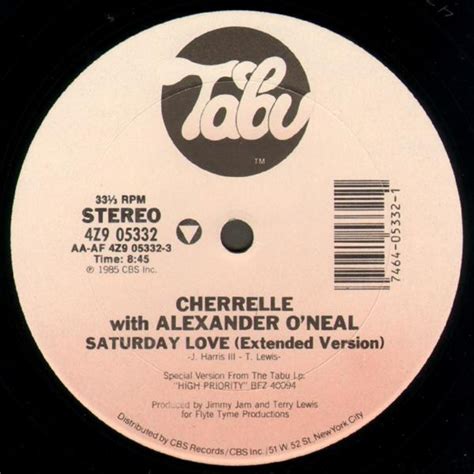 Tabu
TM
33⅓ RPM
STEREO
4Z9 05332
AA-AF 4Z9 05332-3
Time: 8:45
℗ 1985 CBS Inc.
7464-05332-1
CHERRELLE
with ALEXANDER O'NEAL
SATURDAY LOVE (Extended Version)
-J. Harris III - T. Lewis-
Special Version From The Tabu Lp:
"HIGH PRIORITY" BFZ 40094
Produced by Jimmy Jam and Terry Lewis
for Flyte Tyme Productions
Distributed by CBS Records/CBS Inc./51 W. 52 St. New York City